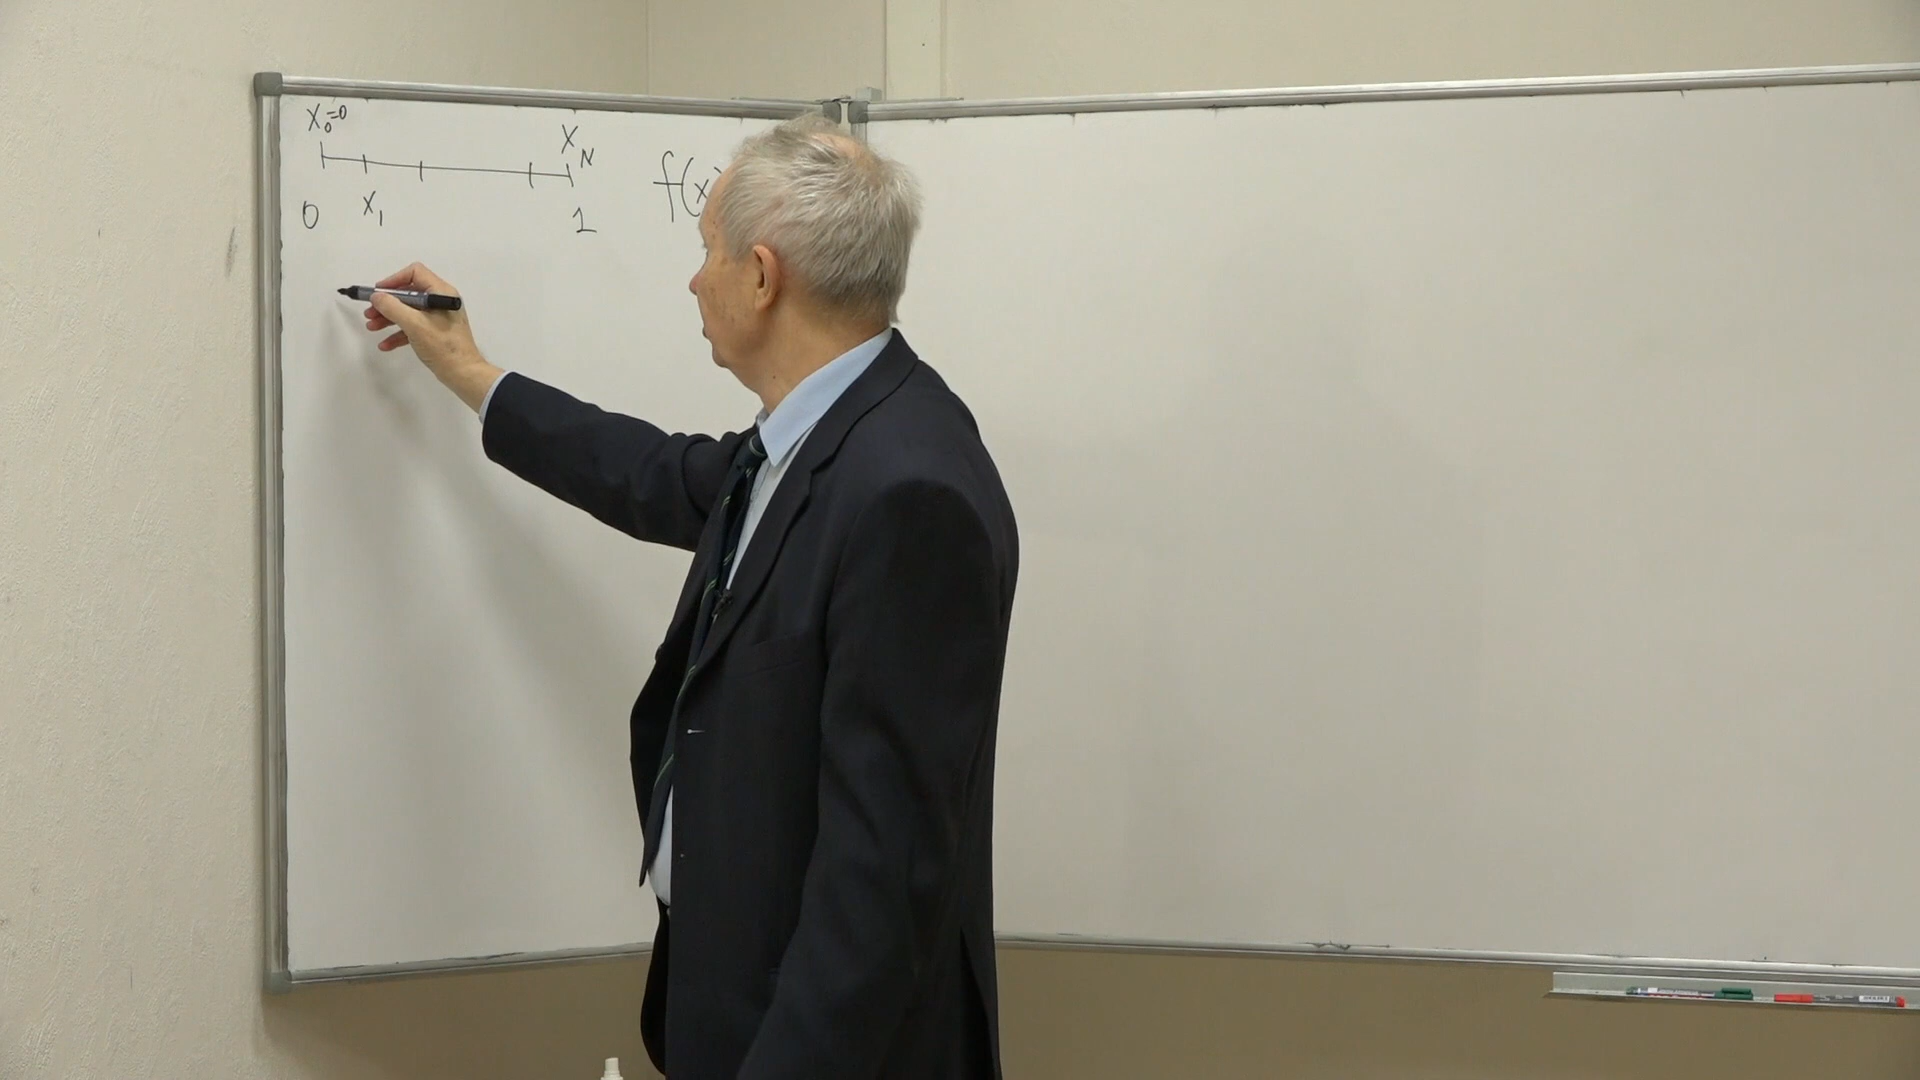 x₀=0
x_N
f(x)
0 x₁ 1